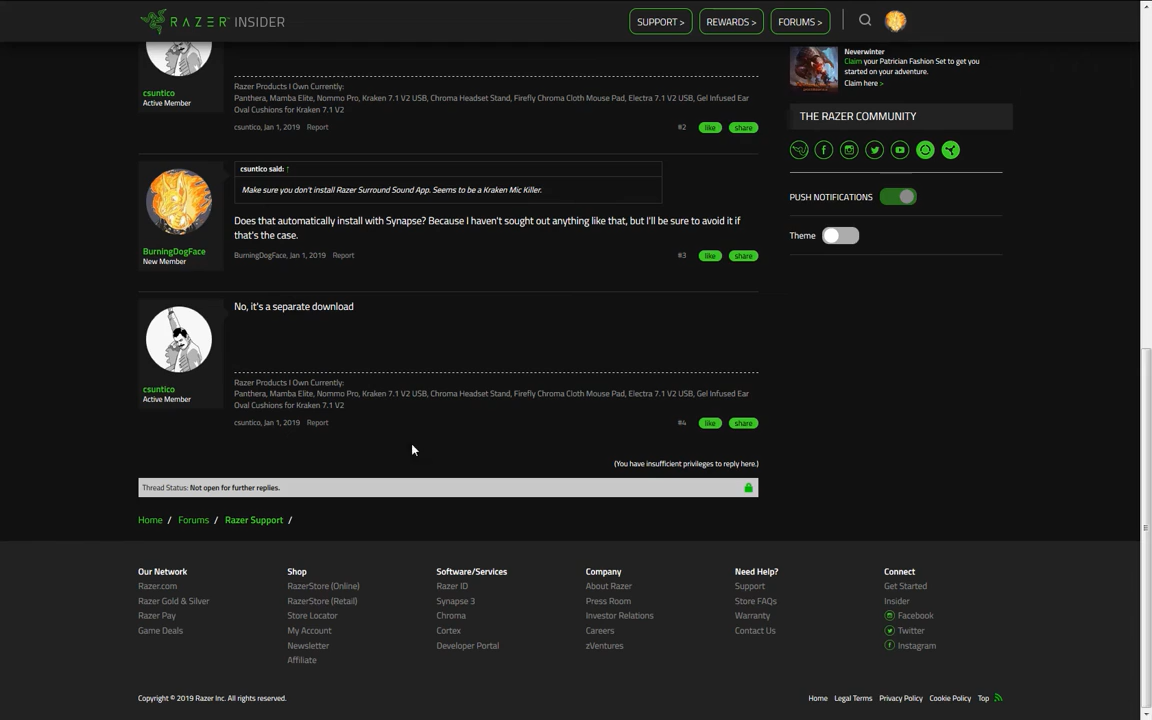 RAZER INSIDER
SUPPORT >
REWARDS >
FORUMS >
csuntico
Active Member
Razer Products I Own Currently:
Panthera, Mamba Elite, Nommo Pro, Kraken 7.1 V2 USB, Chroma Headset Stand, Firefly Chroma Cloth Mouse Pad, Electra 7.1 V2 USB, Gel Infused Ear
Oval Cushions for Kraken 7.1 V2
csuntico, Jan 1, 2019 Report
#2 like share
BurningDogFace
New Member
csuntico said: ↑
Make sure you don't install Razer Surround Sound App. Seems to be a Kraken Mic Killer.
Does that automatically install with Synapse? Because I haven't sought out anything like that, but I'll be sure to avoid it if
that's the case.
BurningDogFace, Jan 1, 2019 Report
#3 like share
csuntico
Active Member
No, it's a separate download
Razer Products I Own Currently:
Panthera, Mamba Elite, Nommo Pro, Kraken 7.1 V2 USB, Chroma Headset Stand, Firefly Chroma Cloth Mouse Pad, Electra 7.1 V2 USB, Gel Infused Ear
Oval Cushions for Kraken 7.1 V2
csuntico, Jan 1, 2019 Report
#4 like share
(You have insufficient privileges to reply here.)
Thread Status: Not open for further replies.
Home / Forums / Razer Support /
Neverwinter
Claim your Patrician Fashion Set to get you
started on your adventure.
Claim here >
THE RAZER COMMUNITY
PUSH NOTIFICATIONS
Theme
Our Network
Razer.com
Razer Gold & Silver
Razer Pay
Game Deals
Shop
RazerStore (Online)
RazerStore (Retail)
Store Locator
My Account
Newsletter
Affiliate
Software/Services
Razer ID
Synapse 3
Chroma
Cortex
Developer Portal
Company
About Razer
Press Room
Investor Relations
Careers
zVentures
Need Help?
Support
Store FAQs
Warranty
Contact Us
Connect
Get Started
Insider
Facebook
Twitter
Instagram
Copyright © 2019 Razer Inc. All rights reserved.
Home Legal Terms Privacy Policy Cookie Policy Top